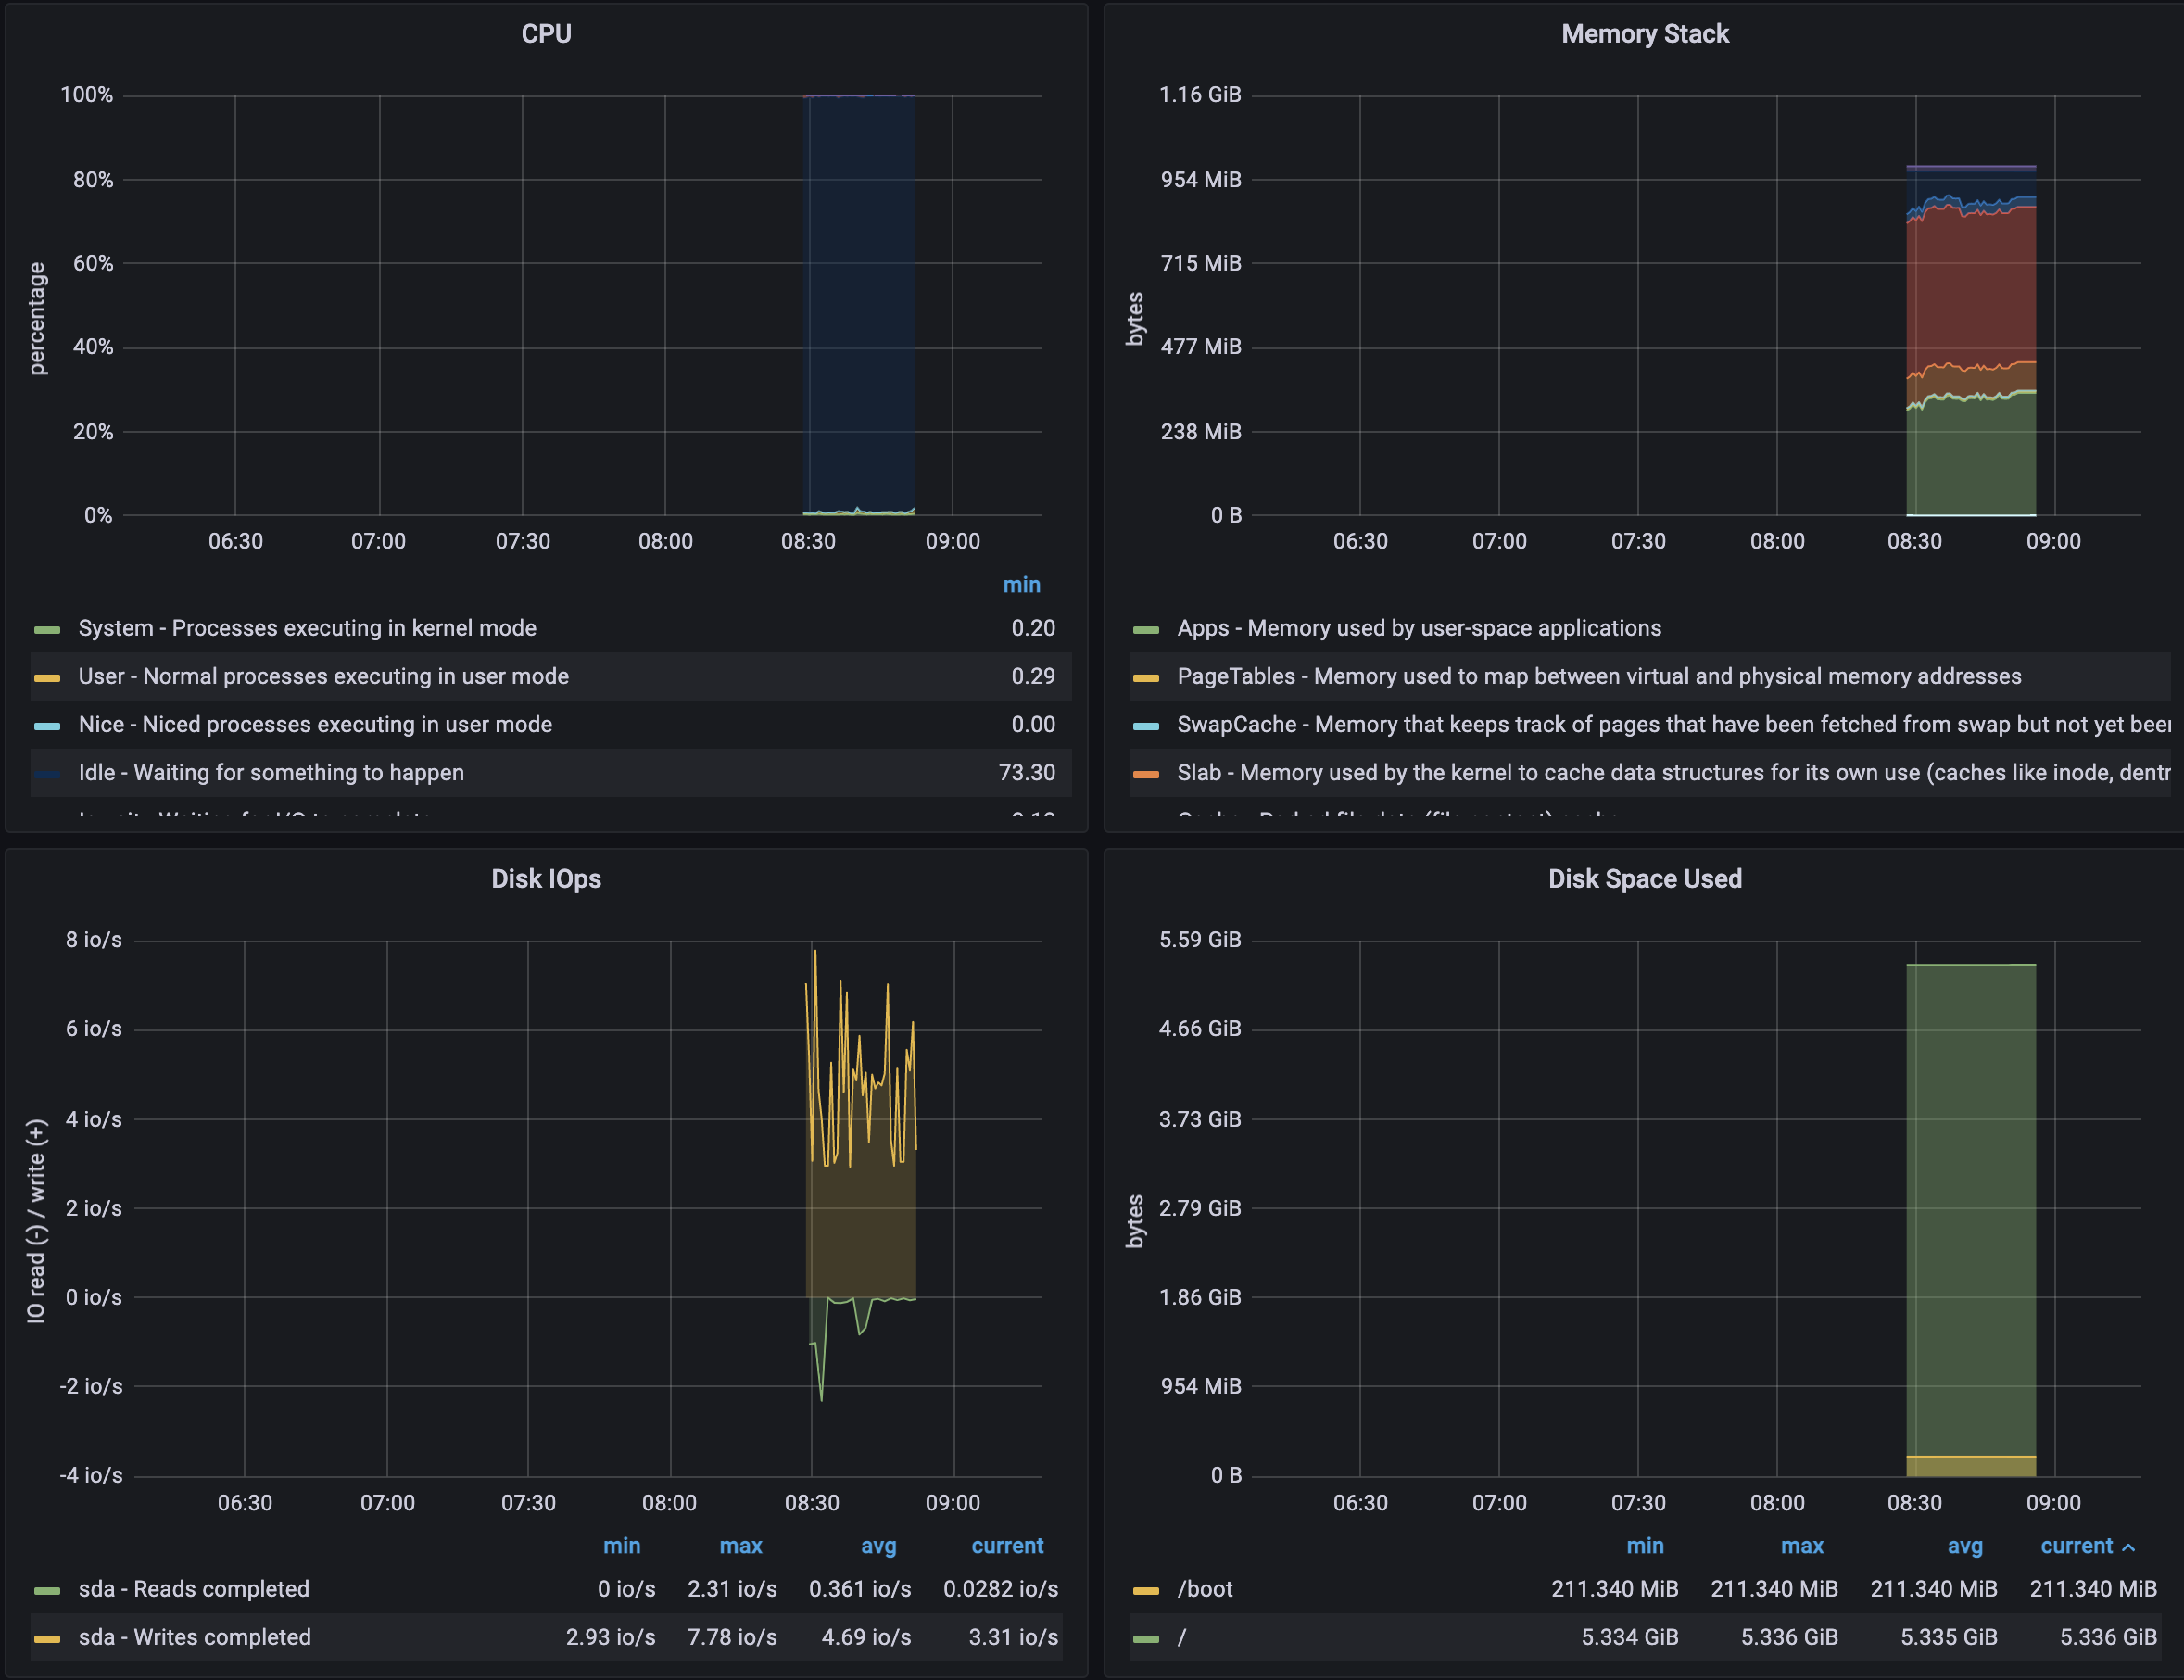 CPU
100%
80%
60%
40%
20%
0%
percentage
06:30 07:00 07:30 08:00 08:30 09:00
min
System - Processes executing in kernel mode 0.20
User - Normal processes executing in user mode 0.29
Nice - Niced processes executing in user mode 0.00
Idle - Waiting for something to happen 73.30
Memory Stack
1.16 GiB
954 MiB
715 MiB
477 MiB
238 MiB
0 B
bytes
06:30 07:00 07:30 08:00 08:30 09:00
Apps - Memory used by user-space applications
PageTables - Memory used to map between virtual and physical memory addresses
SwapCache - Memory that keeps track of pages that have been fetched from swap but not yet been
Slab - Memory used by the kernel to cache data structures for its own use (caches like inode, dentr
Disk IOps
8 io/s
6 io/s
4 io/s
2 io/s
0 io/s
-2 io/s
-4 io/s
IO read (-) / write (+)
06:30 07:00 07:30 08:00 08:30 09:00
min max avg current
sda - Reads completed 0 io/s 2.31 io/s 0.361 io/s 0.0282 io/s
sda - Writes completed 2.93 io/s 7.78 io/s 4.69 io/s 3.31 io/s
Disk Space Used
5.59 GiB
4.66 GiB
3.73 GiB
2.79 GiB
1.86 GiB
954 MiB
0 B
bytes
06:30 07:00 07:30 08:00 08:30 09:00
min max avg current
/boot 211.340 MiB 211.340 MiB 211.340 MiB 211.340 MiB
/ 5.334 GiB 5.336 GiB 5.335 GiB 5.336 GiB